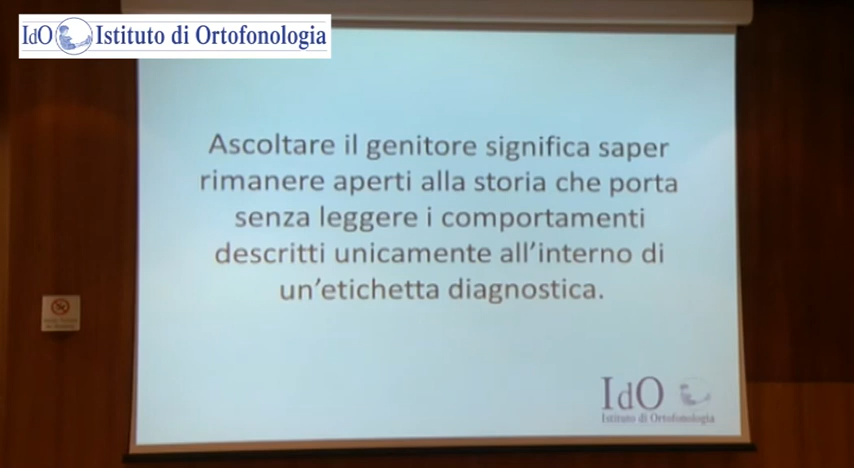 IdO Istituto di Ortofonologia
Ascoltare il genitore significa saper
rimanere aperti alla storia che porta
senza leggere i comportamenti
descritti unicamente all'interno di
un'etichetta diagnostica.
IdO
Istituto di Ortofonologia